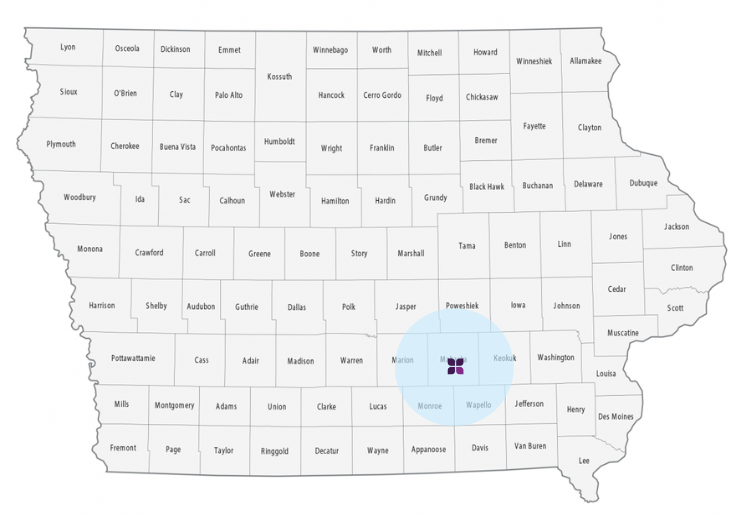 Lyon
Osceola
Dickinson
Emmet
Kossuth
Winnebago
Worth
Mitchell
Howard
Winneshiek
Allamakee
Sioux
O'Brien
Clay
Palo Alto
Hancock
Cerro Gordo
Floyd
Chickasaw
Fayette
Clayton
Plymouth
Cherokee
Buena Vista
Pocahontas
Humboldt
Wright
Franklin
Butler
Bremer
Woodbury
Ida
Sac
Calhoun
Webster
Hamilton
Hardin
Grundy
Black Hawk
Buchanan
Delaware
Dubuque
Monona
Crawford
Carroll
Greene
Boone
Story
Marshall
Tama
Benton
Linn
Jones
Jackson
Clinton
Harrison
Shelby
Audubon
Guthrie
Dallas
Polk
Jasper
Poweshiek
Iowa
Johnson
Cedar
Scott
Muscatine
Pottawattamie
Cass
Adair
Madison
Warren
Marion
Keokuk
Washington
Louisa
Mills
Montgomery
Adams
Union
Clarke
Lucas
Monroe
Wapello
Jefferson
Henry
Des Moines
Fremont
Page
Taylor
Ringgold
Decatur
Wayne
Appanoose
Davis
Van Buren
Lee